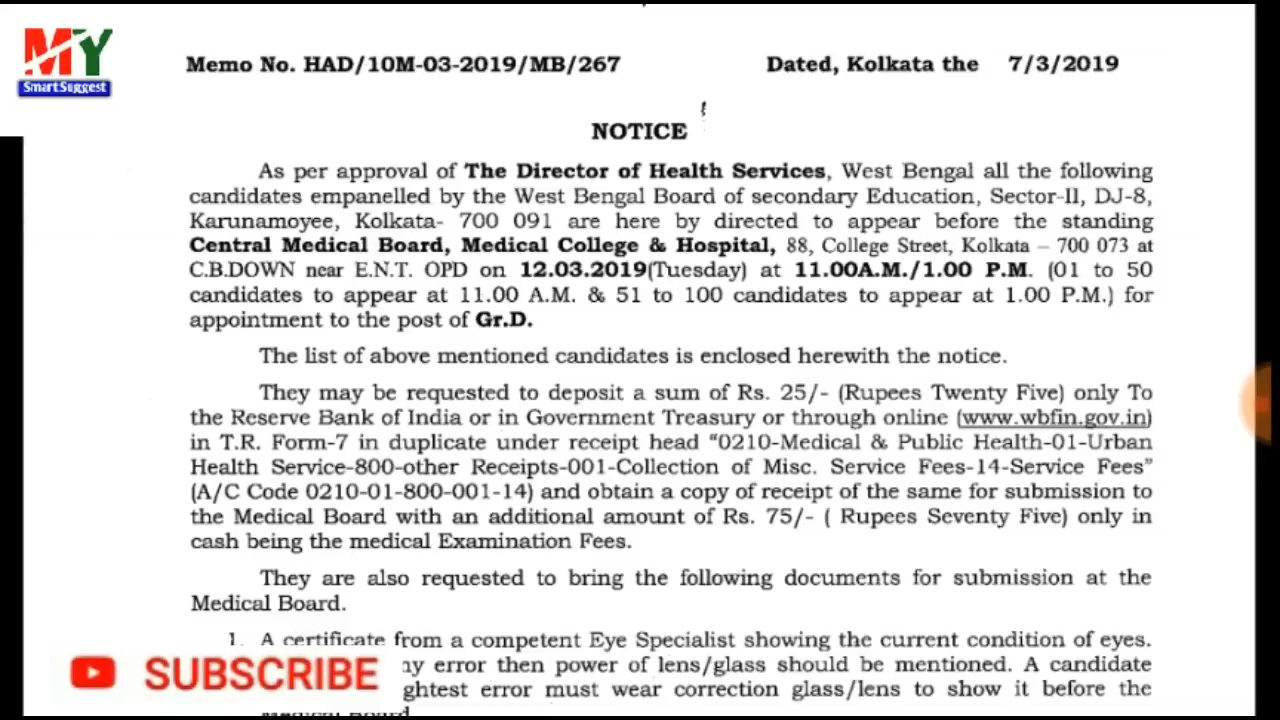 MY
SmartSuggest
Memo No. HAD/10M-03-2019/MB/267 Dated, Kolkata the 7/3/2019
NOTICE
As per approval of The Director of Health Services, West Bengal all the following
candidates empanelled by the West Bengal Board of secondary Education, Sector-II, DJ-8,
Karunamoyee, Kolkata- 700 091 are here by directed to appear before the standing
Central Medical Board, Medical College & Hospital, 88, College Street, Kolkata – 700 073 at
C.B.DOWN near E.N.T. OPD on 12.03.2019(Tuesday) at 11.00A.M./1.00 P.M. (01 to 50
candidates to appear at 11.00 A.M. & 51 to 100 candidates to appear at 1.00 P.M.) for
appointment to the post of Gr.D.
The list of above mentioned candidates is enclosed herewith the notice.
They may be requested to deposit a sum of Rs. 25/- (Rupees Twenty Five) only To
the Reserve Bank of India or in Government Treasury or through online (www.wbfin.gov.in)
in T.R. Form-7 in duplicate under receipt head "0210-Medical & Public Health-01-Urban
Health Service-800-other Receipts-001-Collection of Misc. Service Fees-14-Service Fees"
(A/C Code 0210-01-800-001-14) and obtain a copy of receipt of the same for submission to
the Medical Board with an additional amount of Rs. 75/- ( Rupees Seventy Five) only in
cash being the medical Examination Fees.
They are also requested to bring the following documents for submission at the
Medical Board.
1. A certificate from a competent Eye Specialist showing the current condition of eyes.
error then power of lens/glass should be mentioned. A candidate
error must wear correction glass/lens to show it before the
Medical Board
SUBSCRIBE